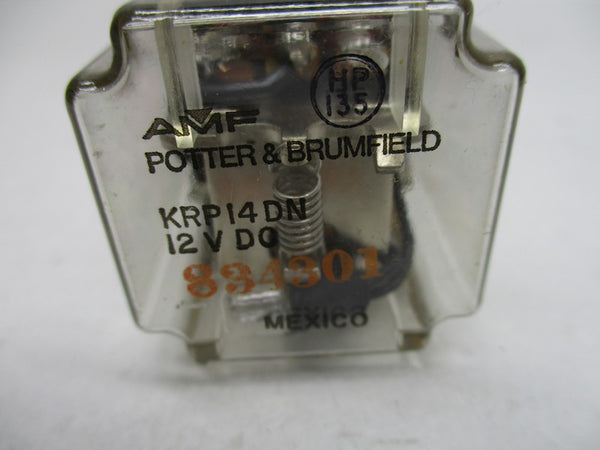 HP
135
AMF
POTTER & BRUMFIELD
KRP14DN
12 V DC
834301
MEXICO